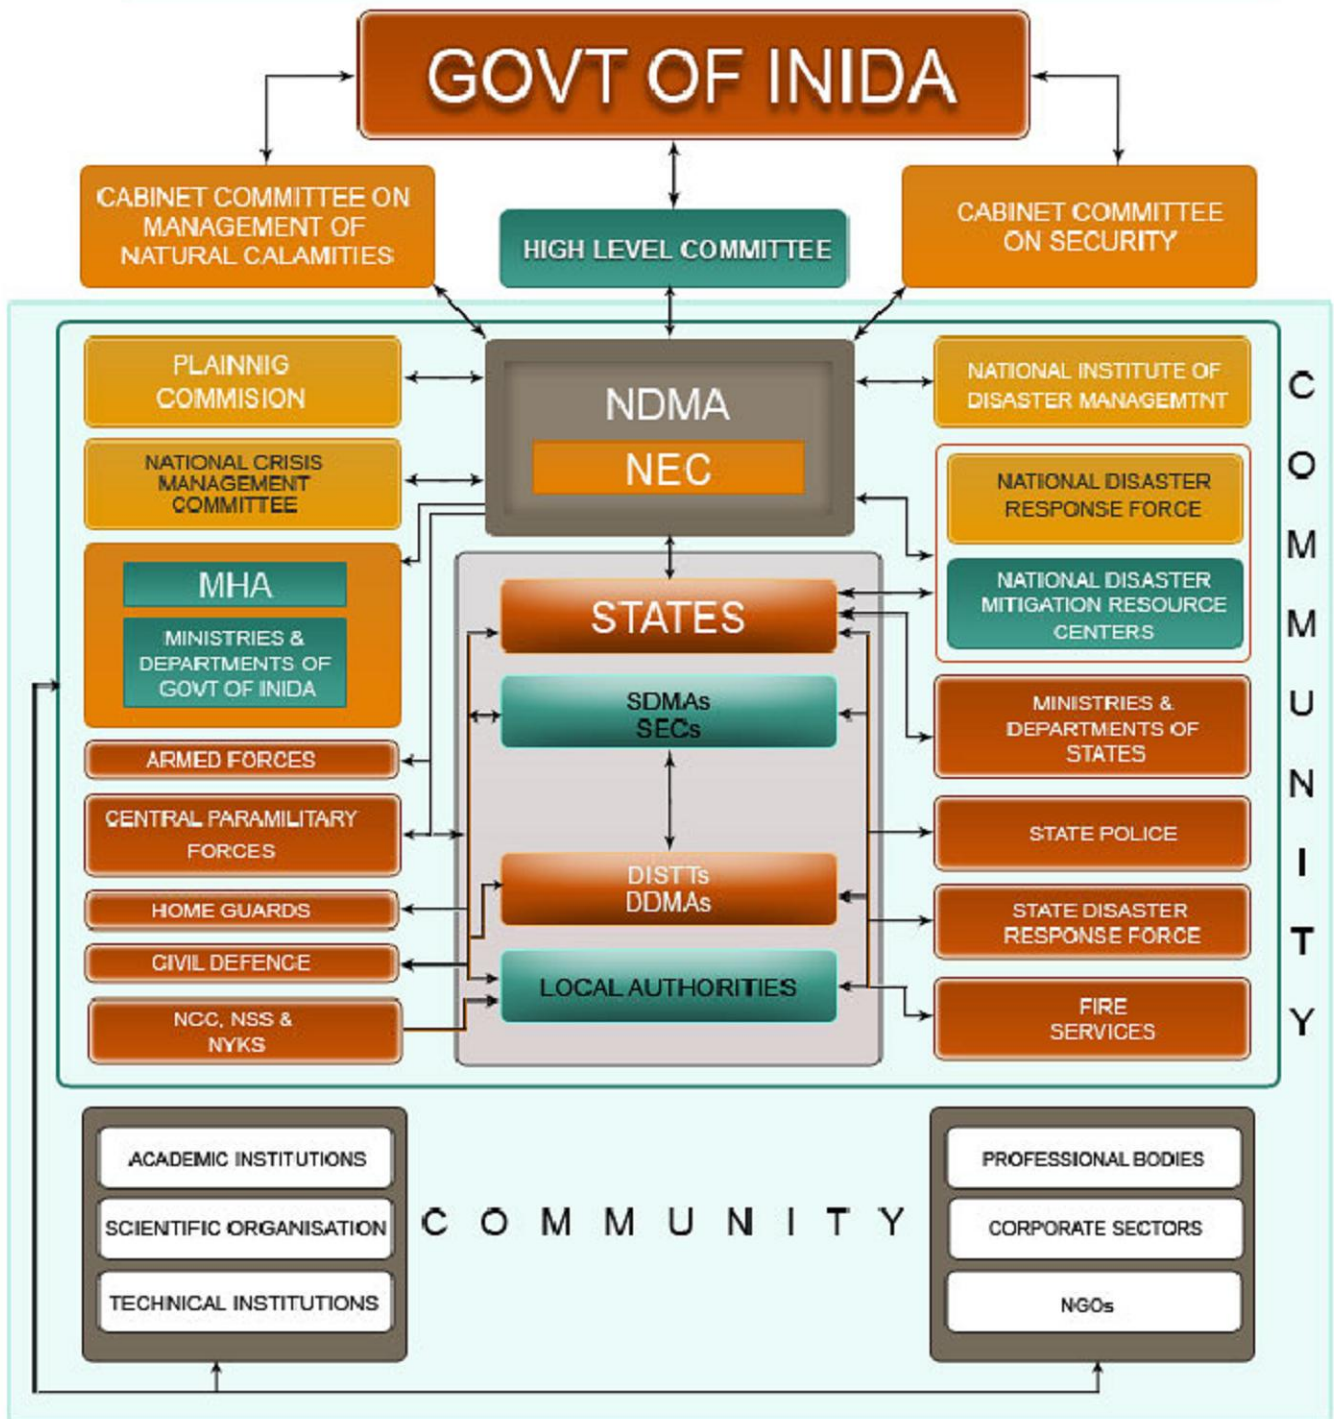 GOVT OF INIDA
CABINET COMMITTEE ON
MANAGEMENT OF
NATURAL CALAMITIES
HIGH LEVEL COMMITTEE
CABINET COMMITTEE
ON SECURITY
PLAINNIG
COMMISION
NDMA
NEC
NATIONAL INSTITUTE OF
DISASTER MANAGEMTNT
NATIONAL CRISIS
MANAGEMENT
COMMITTEE
NATIONAL DISASTER
RESPONSE FORCE
MHA
MINISTRIES &
DEPARTMENTS OF
GOVT OF INIDA
STATES
NATIONAL DISASTER
MITIGATION RESOURCE
CENTERS
SDMAs
SECs
MINISTRIES &
DEPARTMENTS OF
STATES
ARMED FORCES
CENTRAL PARAMILITARY
FORCES
STATE POLICE
DISTTs
DDMAs
HOME GUARDS
STATE DISASTER
RESPONSE FORCE
CIVIL DEFENCE
LOCAL AUTHORITIES
NCC, NSS &
NYKS
FIRE
SERVICES
C O M M U N I T Y
ACADEMIC INSTITUTIONS
SCIENTIFIC ORGANISATION
TECHNICAL INSTITUTIONS
C O M M U N I T Y
PROFESSIONAL BODIES
CORPORATE SECTORS
NGOs